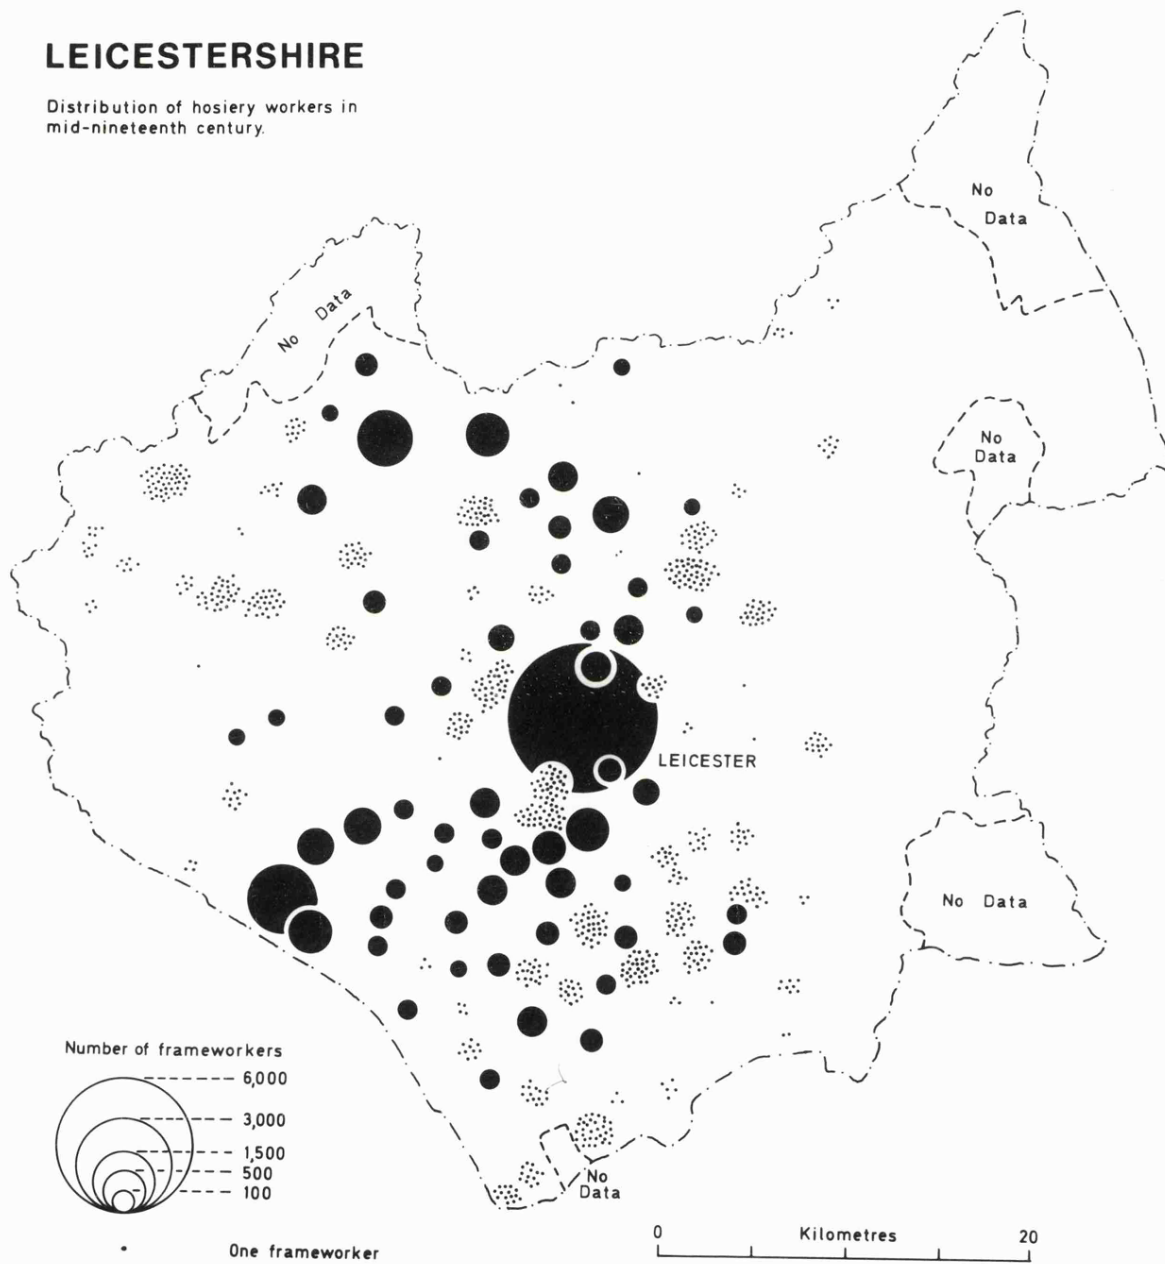 LEICESTERSHIRE
Distribution of hosiery workers in
mid-nineteenth century.
No
Data
No Data
No
Data
LEICESTER
No Data
Number of frameworkers
6,000
3,000
1,500
500
100
No
Data
One frameworker
0 Kilometres 20